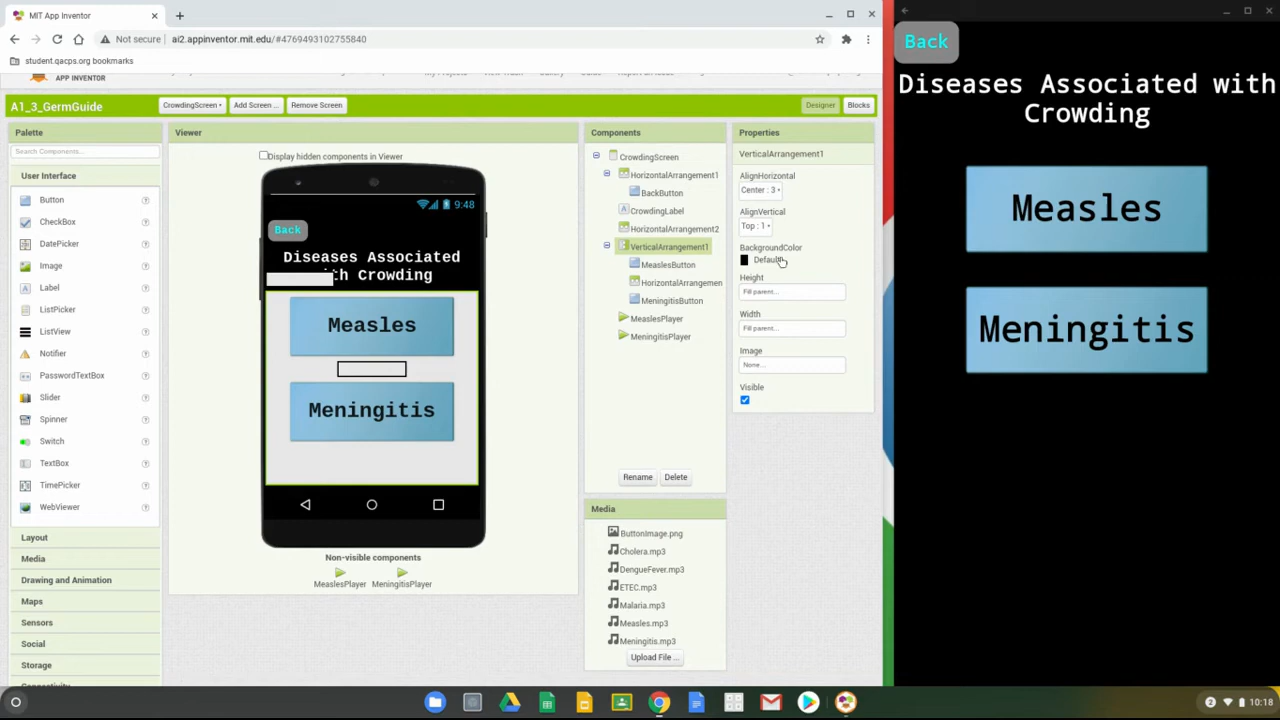 MIT App Inventor
Not secure
ai2.appinventor.mit.edu/#4769493102755840
student.qacps.org bookmarks
APP INVENTOR
A1_3_GermGuide
CrowdingScreen
Add Screen ...
Remove Screen
Designer
Blocks
Palette
Search Components...
User Interface
Button
CheckBox
DatePicker
Image
Label
ListPicker
ListView
Notifier
PasswordTextBox
Slider
Spinner
Switch
TextBox
TimePicker
WebViewer
Layout
Media
Drawing and Animation
Maps
Sensors
Social
Storage
Viewer
Display hidden components in Viewer
9:48
Back
Diseases Associated
with Crowding
Measles
Meningitis
Non-visible components
MeaslesPlayer
MeningitisPlayer
Components
CrowdingScreen
HorizontalArrangement1
BackButton
CrowdingLabel
HorizontalArrangement2
VerticalArrangement1
MeaslesButton
HorizontalArrangemen
MeningitisButton
MeaslesPlayer
MeningitisPlayer
Rename
Delete
Media
ButtonImage.png
Cholera.mp3
DengueFever.mp3
ETEC.mp3
Malaria.mp3
Measles.mp3
Meningitis.mp3
Upload File ...
Properties
VerticalArrangement1
AlignHorizontal
Center : 3
AlignVertical
Top : 1
BackgroundColor
Default
Height
Fill parent...
Width
Fill parent...
Image
None...
Visible
Back
Diseases Associated with
Crowding
Measles
Meningitis
2
10:18